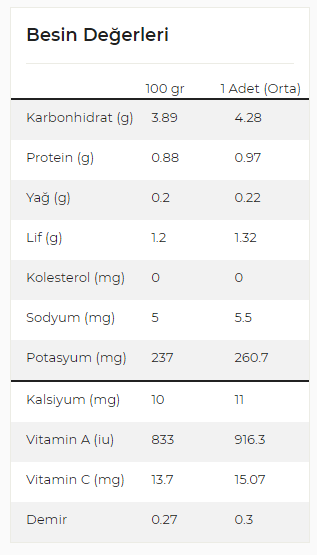 Besin Değerleri
100 gr 1 Adet (Orta)
Karbonhidrat (g) 3.89 4.28
Protein (g) 0.88 0.97
Yağ (g) 0.2 0.22
Lif (g) 1.2 1.32
Kolesterol (mg) 0 0
Sodyum (mg) 5 5.5
Potasyum (mg) 237 260.7
Kalsiyum (mg) 10 11
Vitamin A (iu) 833 916.3
Vitamin C (mg) 13.7 15.07
Demir 0.27 0.3